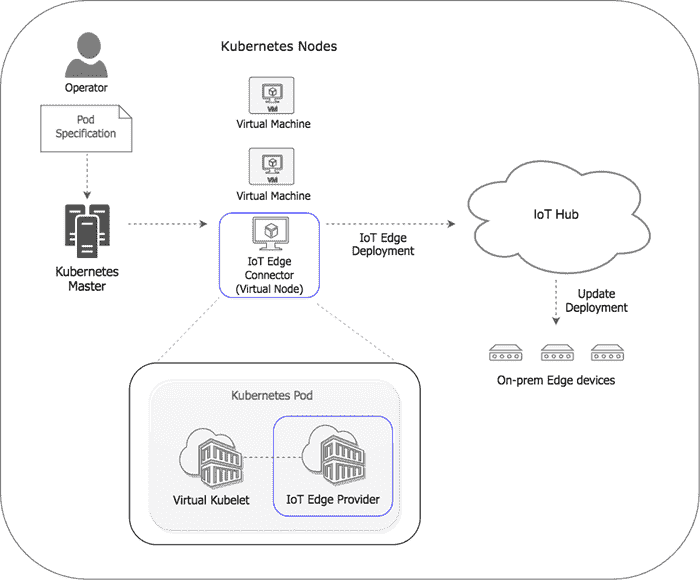 Kubernetes Nodes
Operator
Pod
Specification
VM
Virtual Machine
VM
Virtual Machine
Kubernetes
Master
IoT Edge
Connector
(Virtual Node)
IoT Edge
Deployment
IoT Hub
Update
Deployment
On-prem Edge devices
Kubernetes Pod
Virtual Kubelet
IoT Edge Provider